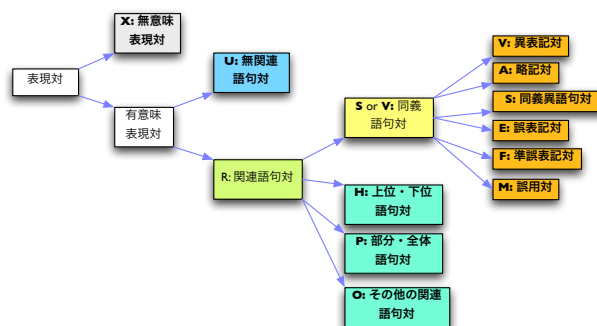 X: 無意味
表現対
表現対
有意味
表現対
U: 無関連
語句対
R: 関連語句対
S or V: 同義
語句対
H: 上位・下位
語句対
P: 部分・全体
語句対
O: その他の関連
語句対
V: 異表記対
A: 略記対
S: 同義異語句対
E: 誤表記対
F: 準誤表記対
M: 誤用対